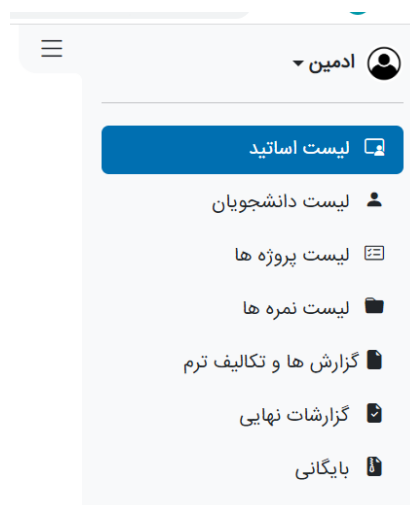 ادمین
لیست اساتید
لیست دانشجویان
لیست پروژه ها
لیست نمره ها
گزارش ها و تکالیف ترم
گزارشات نهایی
بایگانی